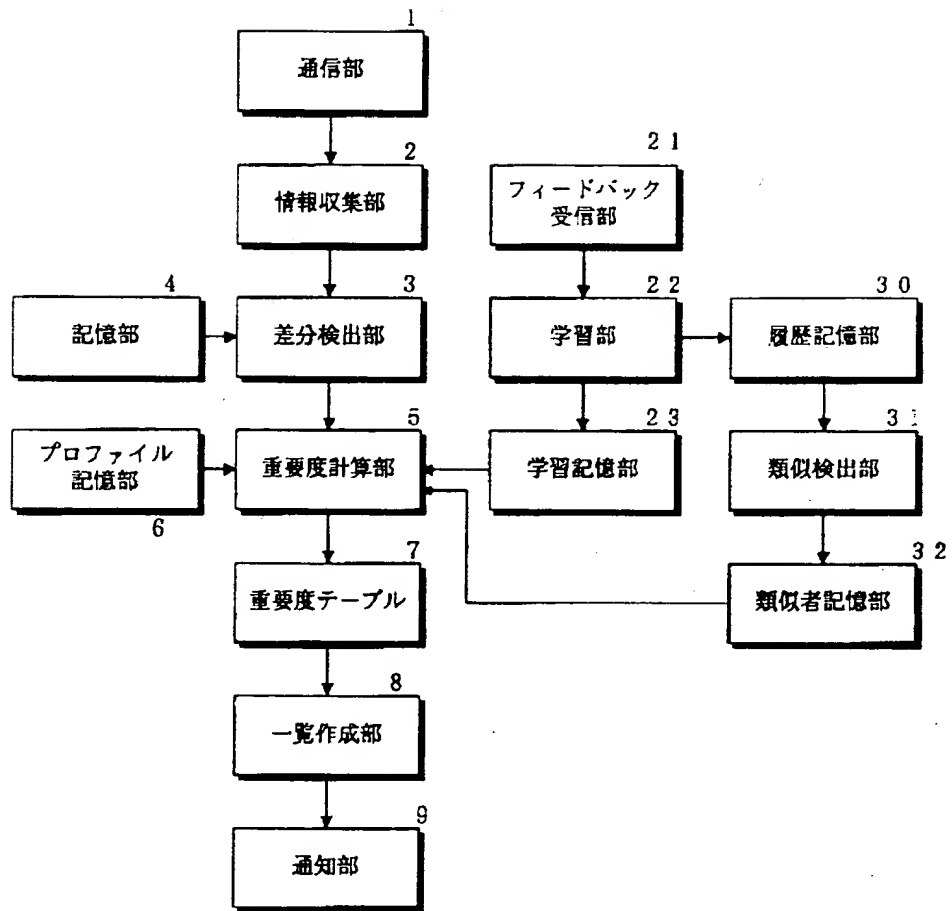 1
通信部
2
情報収集部
21
フィードバック
受信部
4
記憶部
3
差分検出部
22
学習部
30
履歴記憶部
プロファイル
記憶部
6
5
重要度計算部
23
学習記憶部
31
類似検出部
7
重要度テーブル
32
類似者記憶部
8
一覧作成部
9
通知部